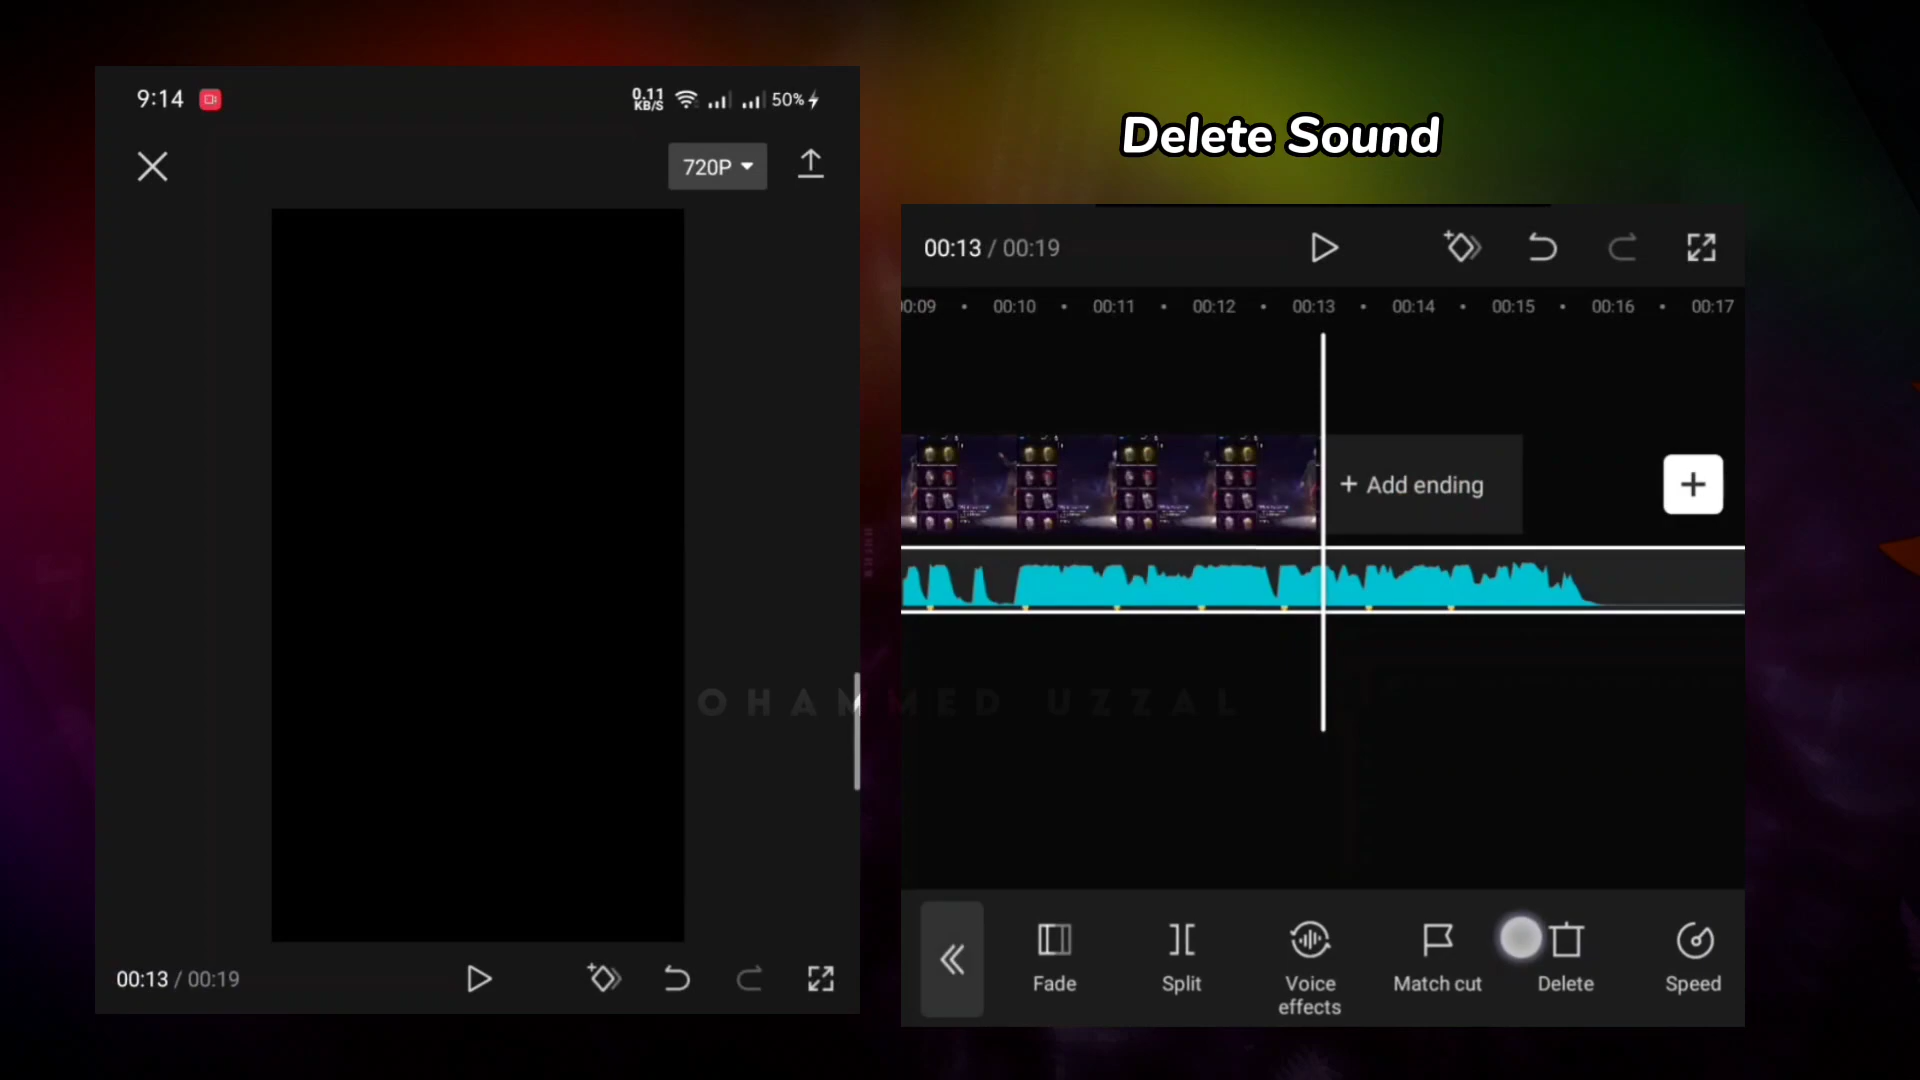 9:14
0.11
KB/S
50%
720P
00:13 / 00:19
Delete Sound
00:13 / 00:19
00:10 00:11 00:12 00:13 00:14 00:15 00:16 00:17
+ Add ending
OHAMMED UZZAL
Fade
Split
Voice
effects
Match cut
Delete
Speed